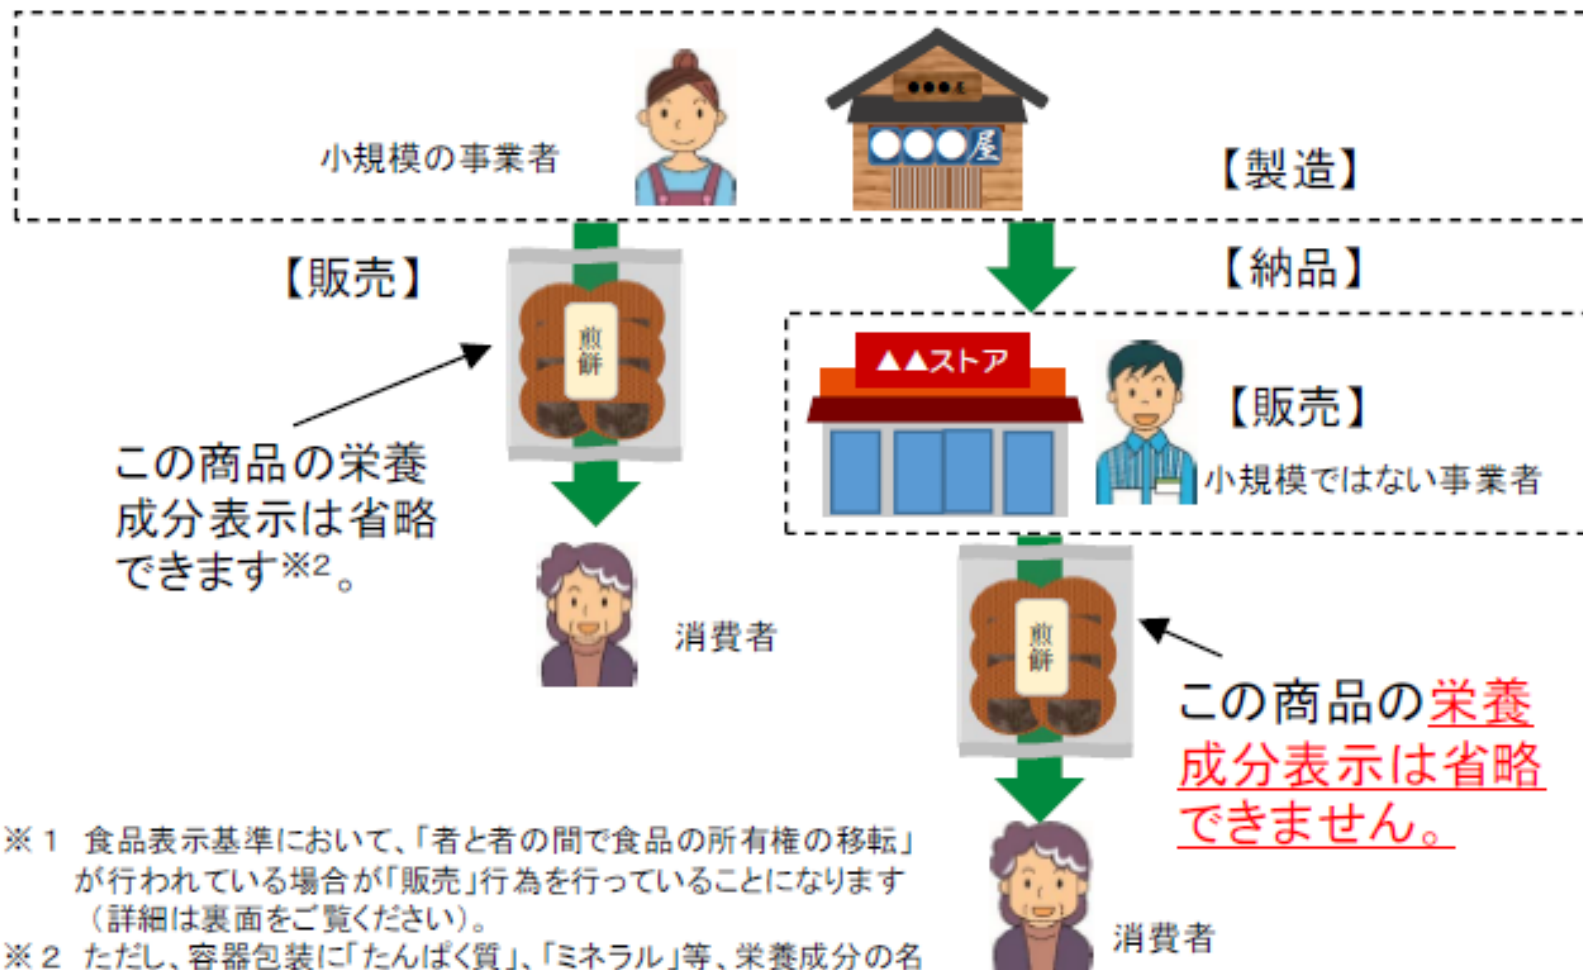 ●●●屋
○○○屋
小規模の事業者
【製造】
【販売】
【納品】
煎餅
▲▲ストア
【販売】
小規模ではない事業者
この商品の栄養
成分表示は省略
できます※2。
消費者
煎餅
この商品の栄養
成分表示は省略
できません。
※1 食品表示基準において、「者と者の間で食品の所有権の移転」
が行われている場合が「販売」行為を行っていることになります
（詳細は裏面をご覧ください）。
消費者
※2 ただし、容器包装に「たんぱく質」、「ミネラル」等、栄養成分の名